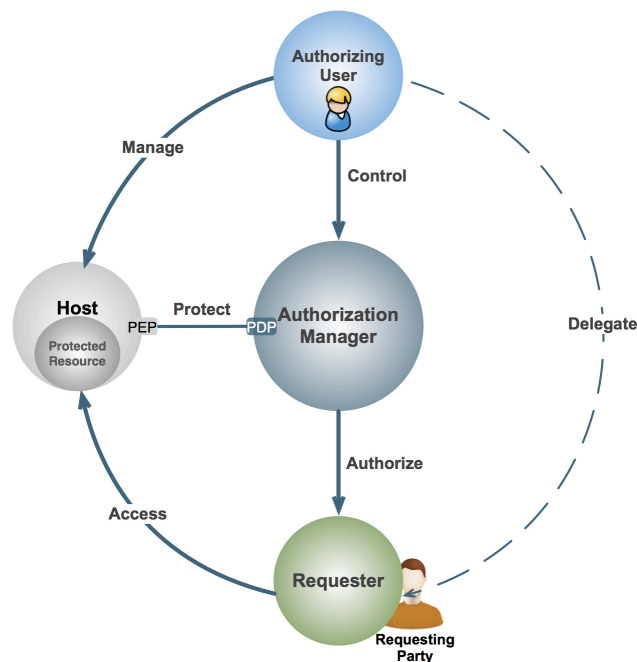 Authorizing
User
Manage
Control
Host
Protected
Resource
PEP
Protect
PDP
Authorization
Manager
Delegate
Authorize
Access
Requester
Requesting
Party